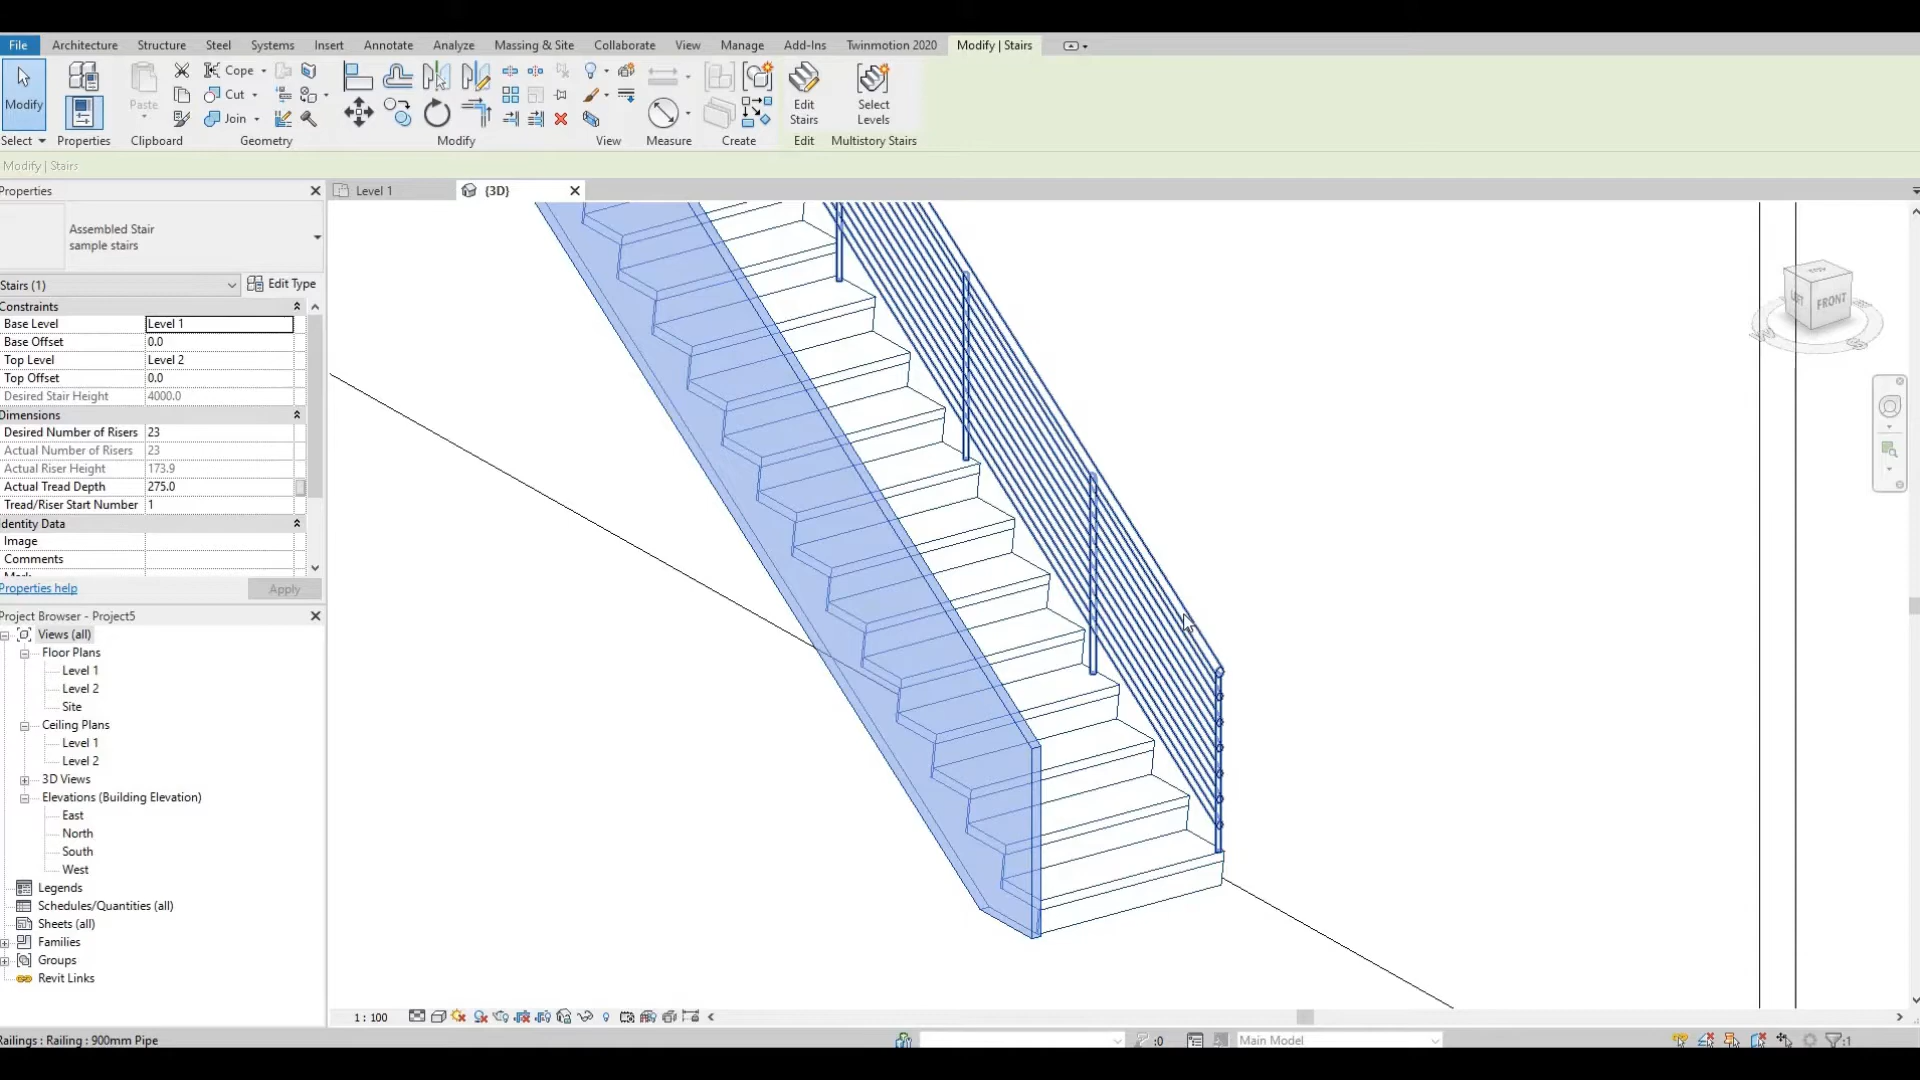 File Architecture Structure Steel Systems Insert Annotate Analyze Massing & Site Collaborate View Manage Add-Ins Twinmotion 2020 Modify | Stairs
Cope
Cut
Join
Modify
Paste
Edit
Stairs
Select
Levels
Select Properties Clipboard Geometry Modify View Measure Create Edit Multistory Stairs
Modify | Stairs
Properties
Level 1
{3D}
Assembled Stair
sample stairs
Stairs (1)
Edit Type
Constraints
Base Level Level 1
Base Offset 0.0
Top Level Level 2
Top Offset 0.0
Desired Stair Height 4000.0
Dimensions
Desired Number of Risers 23
Actual Number of Risers 23
Actual Riser Height 173.9
Actual Tread Depth 275.0
Tread/Riser Start Number 1
Identity Data
Image
Comments
Properties help
Apply
Project Browser - Project5
Views (all)
Floor Plans
Level 1
Level 2
Site
Ceiling Plans
Level 1
Level 2
3D Views
Elevations (Building Elevation)
East
North
South
West
Legends
Schedules/Quantities (all)
Sheets (all)
Families
Groups
Revit Links
TOP
LEFT
FRONT
W
S
1 : 100
Railings : Railing : 900mm Pipe
:0
Main Model
:1